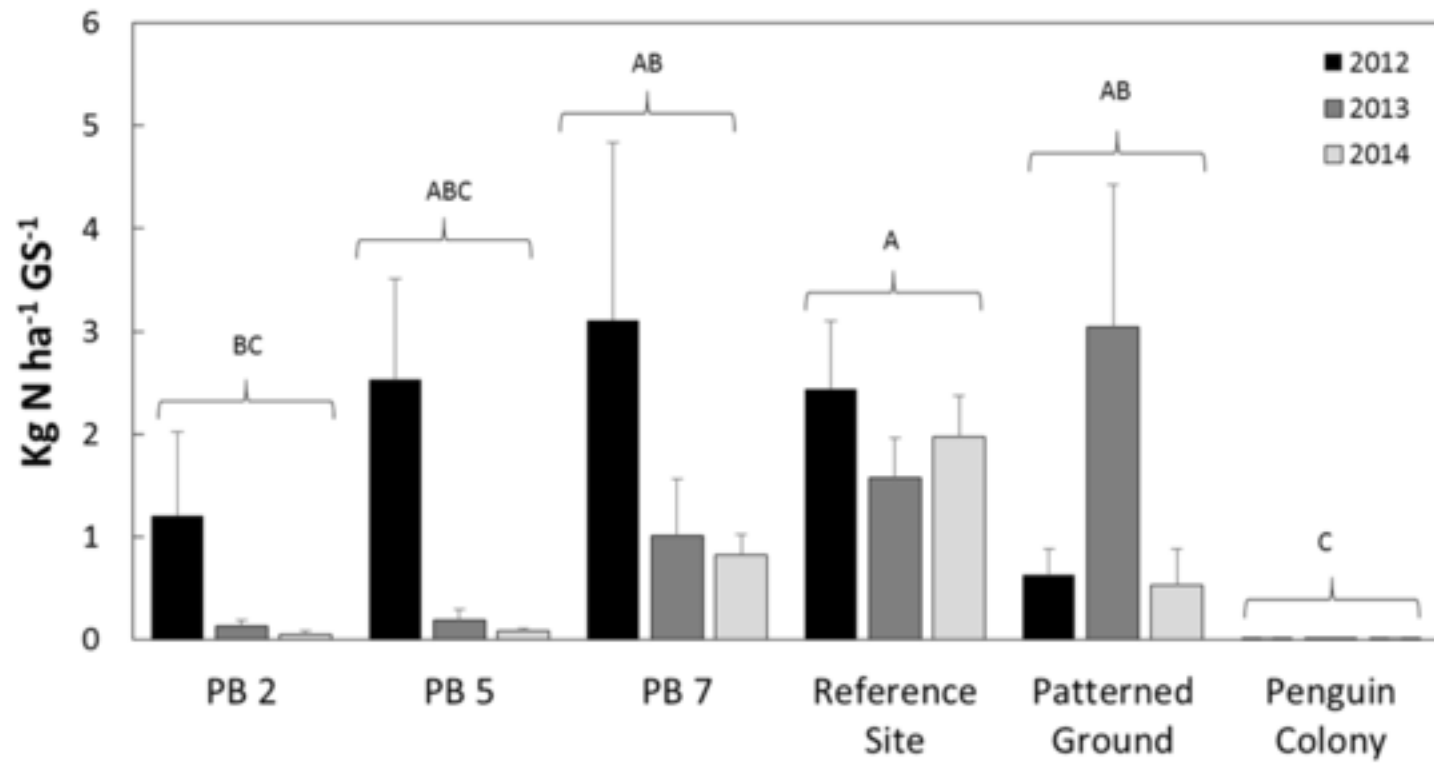 6
5
4
3
2
1
0
Kg N ha⁻¹ GS⁻¹
BC
ABC
AB
A
AB
C
2012
2013
2014
PB 2
PB 5
PB 7
Reference
Site
Patterned
Ground
Penguin
Colony